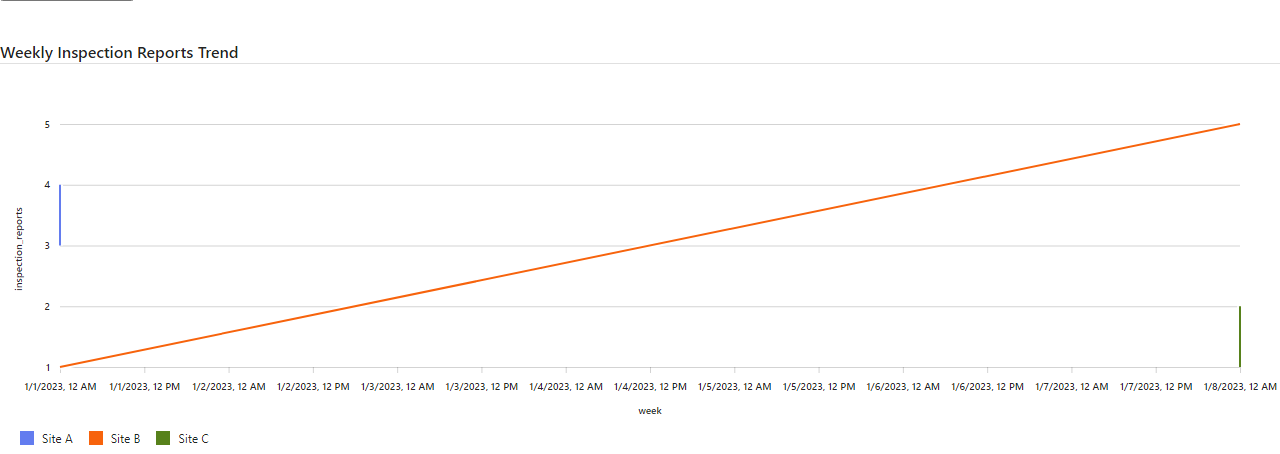 Weekly Inspection Reports Trend
5
4
3
2
1
inspection_reports
1/1/2023, 12 AM 1/1/2023, 12 PM 1/2/2023, 12 AM 1/2/2023, 12 PM 1/3/2023, 12 AM 1/3/2023, 12 PM 1/4/2023, 12 AM 1/4/2023, 12 PM 1/5/2023, 12 AM 1/5/2023, 12 PM 1/6/2023, 12 AM 1/6/2023, 12 PM 1/7/2023, 12 AM 1/7/2023, 12 PM 1/8/2023, 12 AM
week
Site A Site B Site C